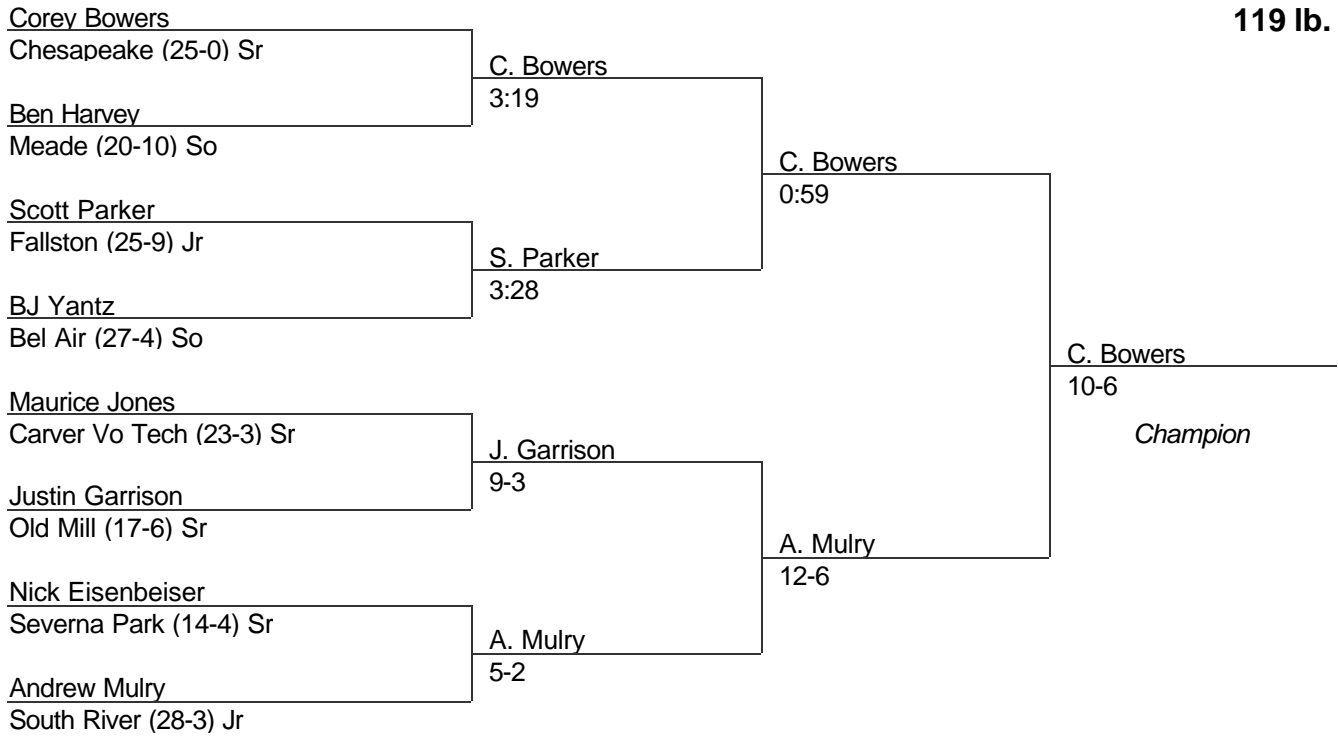 Corey Bowers
119 lb.
Chesapeake (25-0) Sr
C. Bowers
3:19
Ben Harvey
Meade (20-10) So
C. Bowers
0:59
Scott Parker
Fallston (25-9) Jr
S. Parker
3:28
BJ Yantz
Bel Air (27-4) So
C. Bowers
10-6
Champion
Maurice Jones
Carver Vo Tech (23-3) Sr
J. Garrison
9-3
Justin Garrison
Old Mill (17-6) Sr
A. Mulry
12-6
Nick Eisenbeiser
Severna Park (14-4) Sr
A. Mulry
5-2
Andrew Mulry
South River (28-3) Jr